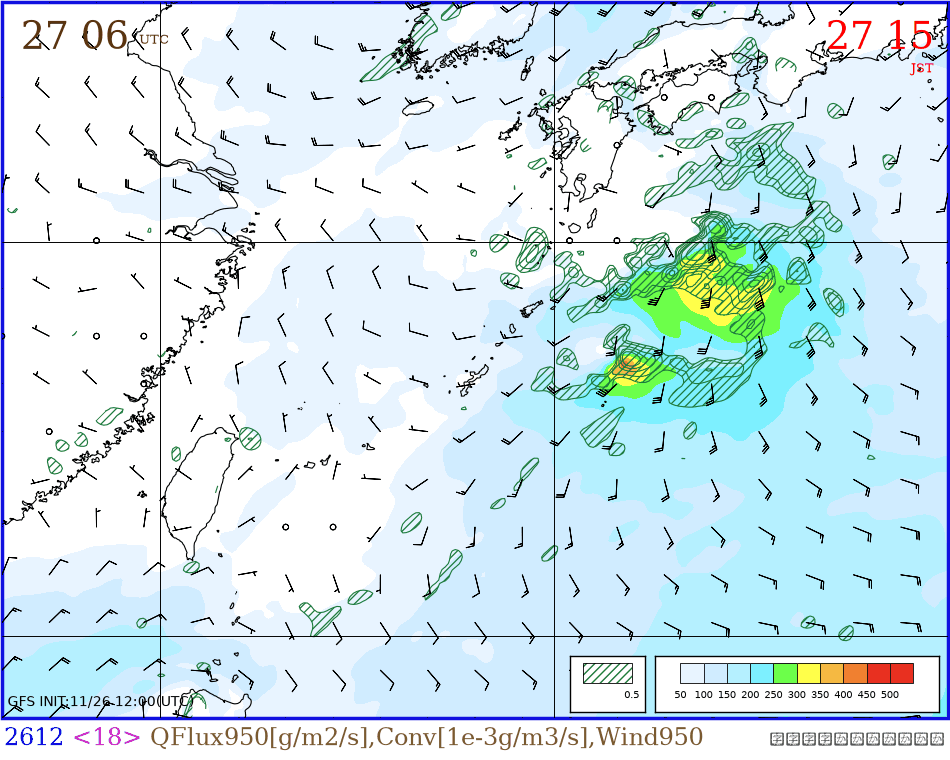 27 06 UTC
27 15
JST
0.5
50 100 150 200 250 300 350 400 450 500
GFS INIT:11/26-12:00(UTC)
2612 <18> QFlux950[g/m2/s],Conv[1e-3g/m3/s],Wind950